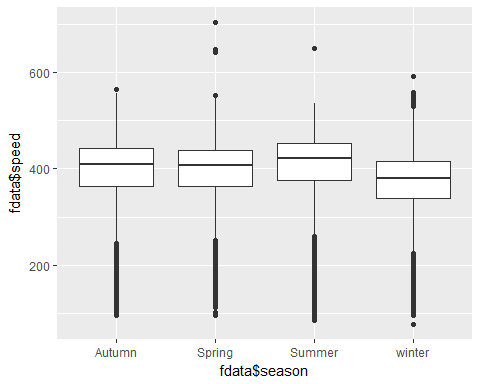 fdata$speed
600
400
200
Autumn Spring Summer winter
fdata$season